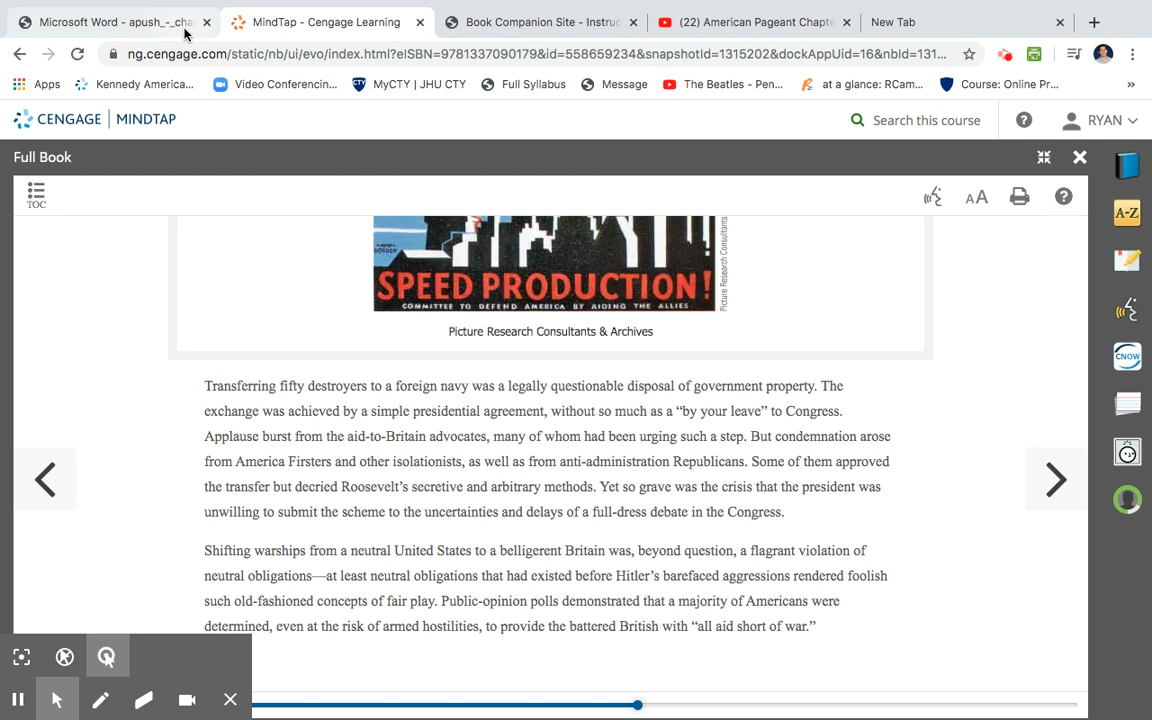 Microsoft Word - apush_-_cha
MindTap - Cengage Learning
Book Companion Site - Instruc
(22) American Pageant Chapte
New Tab
ng.cengage.com/static/nb/ui/evo/index.html?eISBN=9781337090179&id=558659234&snapshotId=1315202&dockAppUid=16&nbId=131...
Apps
Kennedy America...
Video Conferencin...
MyCTY | JHU CTY
Full Syllabus
Message
The Beatles - Pen...
at a glance: RCam...
Course: Online Pr...
»
CENGAGE | MINDTAP
Search this course
RYAN
Full Book
TOC
AA
A-Z
CNOW
SPEED PRODUCTION!
COMMITTEE TO DEFEND AMERICA BY AIDING THE ALLIES
Picture Research Consultants
Picture Research Consultants & Archives
Transferring fifty destroyers to a foreign navy was a legally questionable disposal of government property. The
exchange was achieved by a simple presidential agreement, without so much as a “by your leave” to Congress.
Applause burst from the aid-to-Britain advocates, many of whom had been urging such a step. But condemnation arose
from America Firsters and other isolationists, as well as from anti-administration Republicans. Some of them approved
the transfer but decried Roosevelt’s secretive and arbitrary methods. Yet so grave was the crisis that the president was
unwilling to submit the scheme to the uncertainties and delays of a full-dress debate in the Congress.
Shifting warships from a neutral United States to a belligerent Britain was, beyond question, a flagrant violation of
neutral obligations—at least neutral obligations that had existed before Hitler’s barefaced aggressions rendered foolish
such old-fashioned concepts of fair play. Public-opinion polls demonstrated that a majority of Americans were
determined, even at the risk of armed hostilities, to provide the battered British with “all aid short of war.”